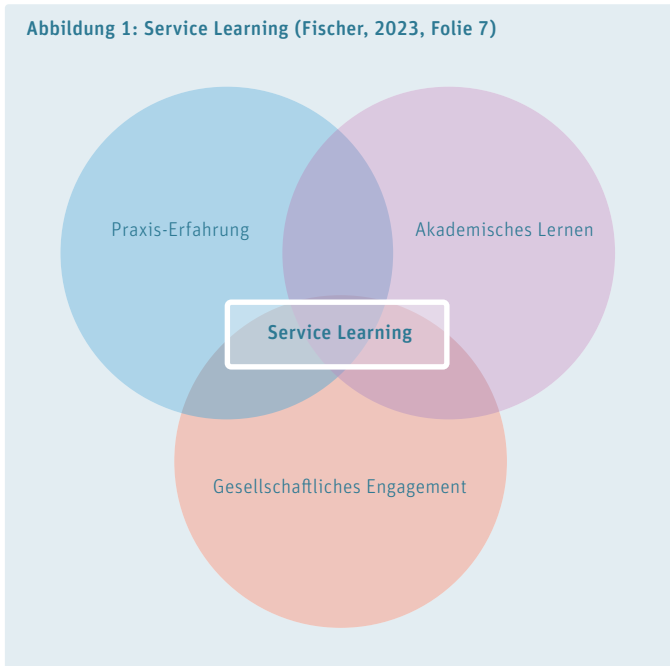 Abbildung 1: Service Learning (Fischer, 2023, Folie 7)
Praxis-Erfahrung
Akademisches Lernen
Service Learning
Gesellschaftliches Engagement